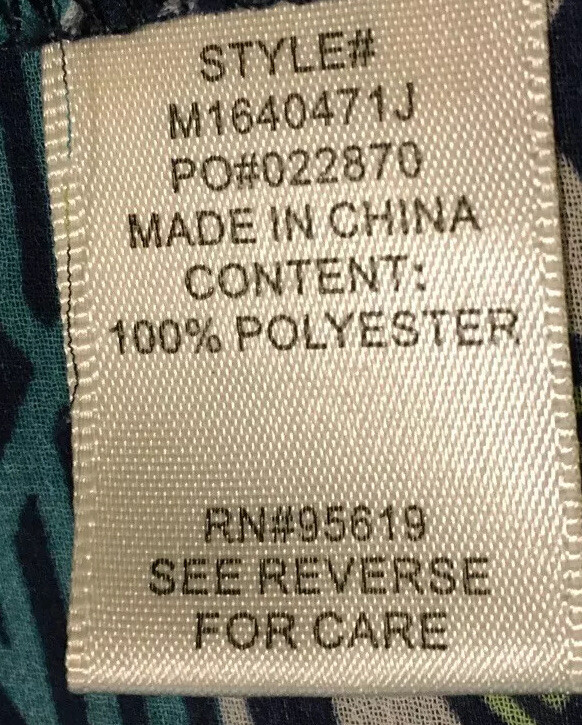 STYLE#
M1640471J
PO#022870
MADE IN CHINA
CONTENT:
100% POLYESTER
RN#95619
SEE REVERSE
FOR CARE